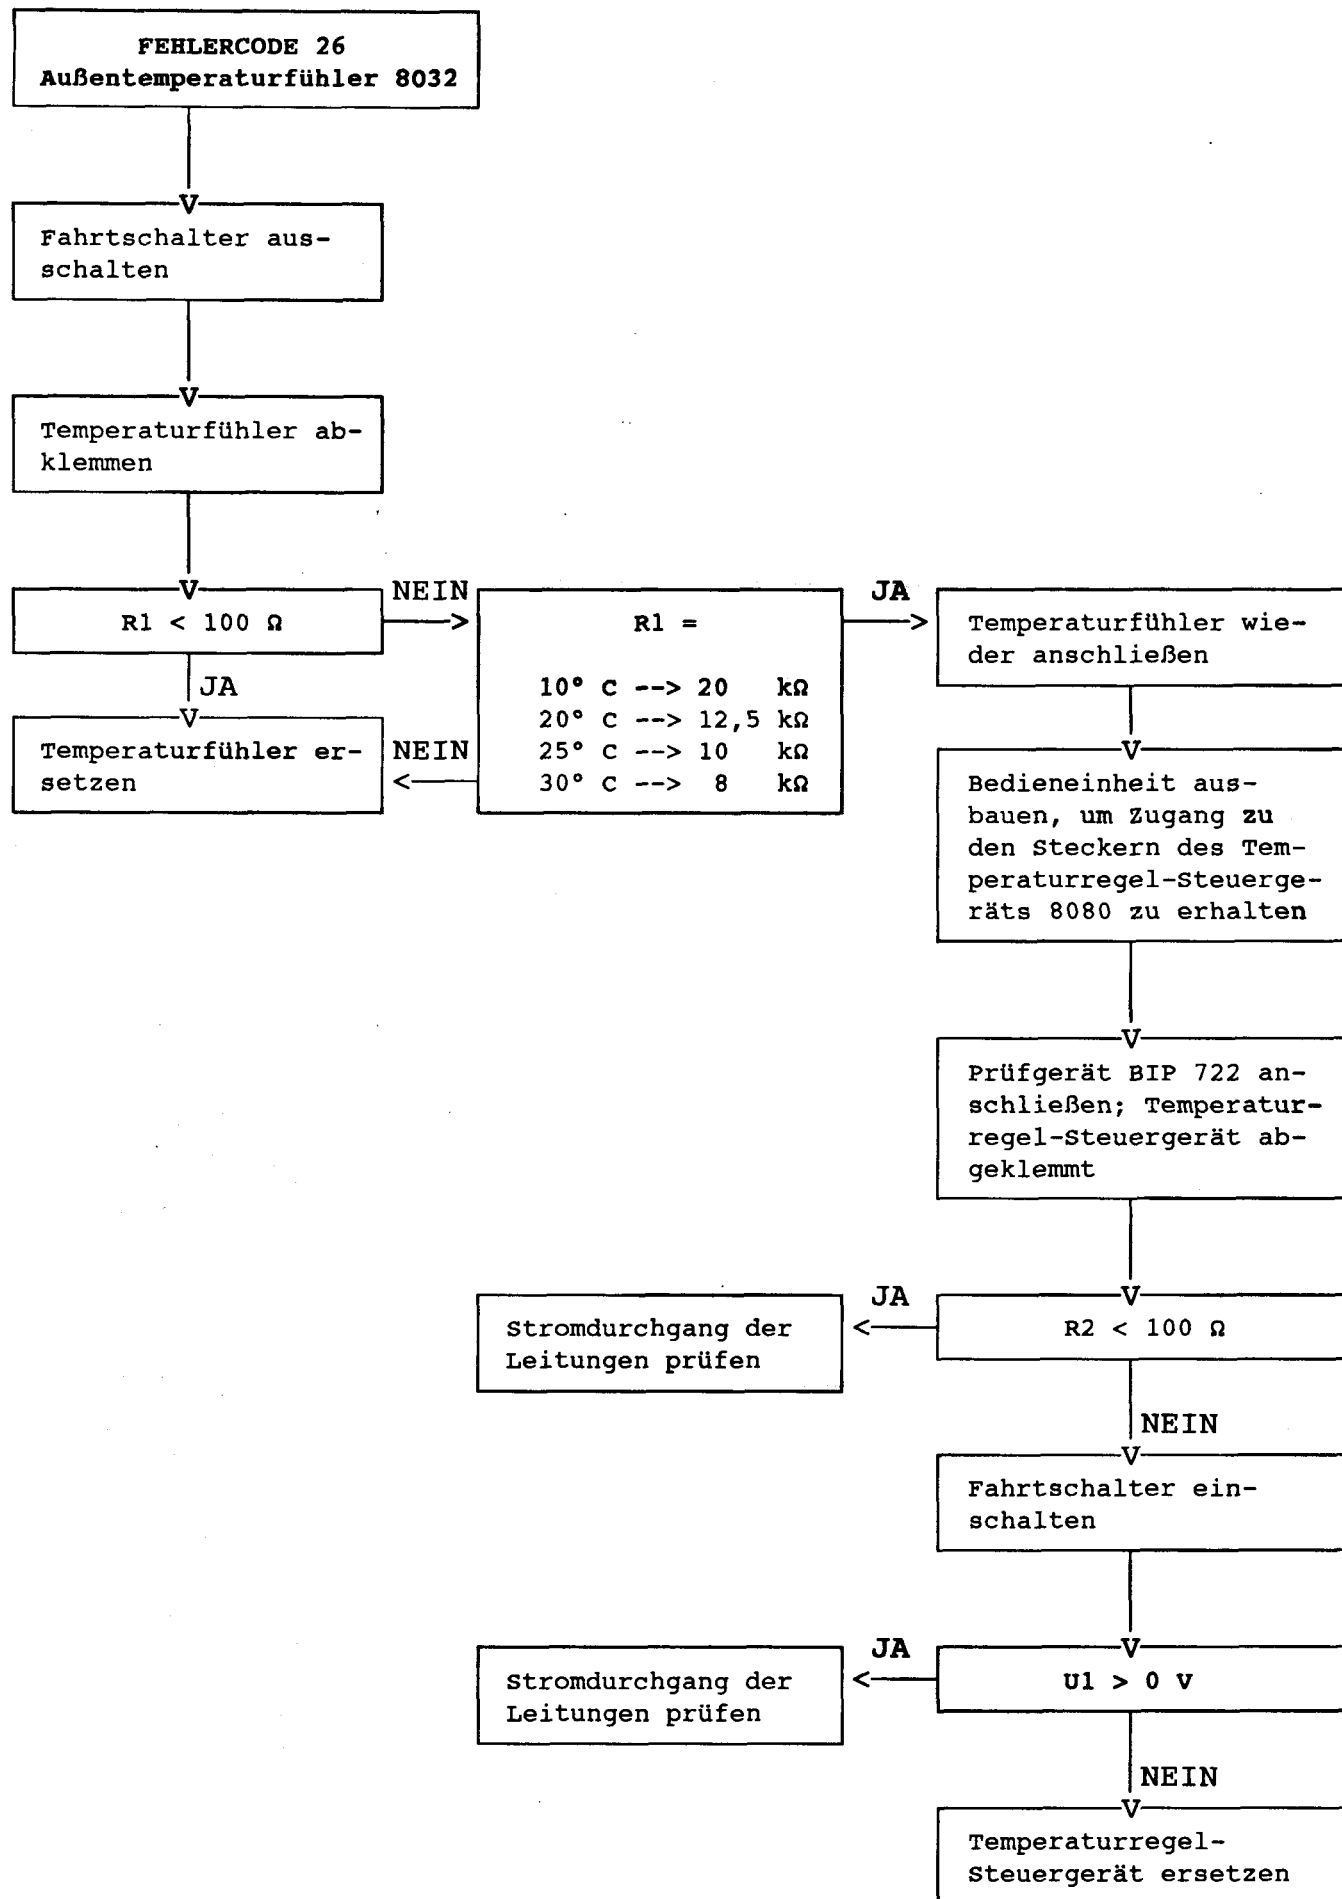 FEHLERCODE 26
Außentemperaturfühler 8032
V
Fahrtschalter aus-
schalten
V
Temperaturfühler ab-
klemmen
V
R1 < 100 Ω
NEIN
>
JA
V
Temperaturfühler er-
setzen
NEIN
<
R1 =
10° C --> 20 kΩ
20° C --> 12,5 kΩ
25° C --> 10 kΩ
30° C --> 8 kΩ
JA
>
Temperaturfühler wie-
der anschließen
V
Bedieneinheit aus-
bauen, um Zugang zu
den Steckern des Tem-
peraturregel-Steuerge-
räts 8080 zu erhalten
V
Prüfgerät BIP 722 an-
schließen; Temperatur-
regel-Steuergerät ab-
geklemmt
V
R2 < 100 Ω
JA
<
Stromdurchgang der
Leitungen prüfen
NEIN
V
Fahrtschalter ein-
schalten
V
U1 > 0 V
JA
<
Stromdurchgang der
Leitungen prüfen
NEIN
V
Temperaturregel-
Steuergerät ersetzen